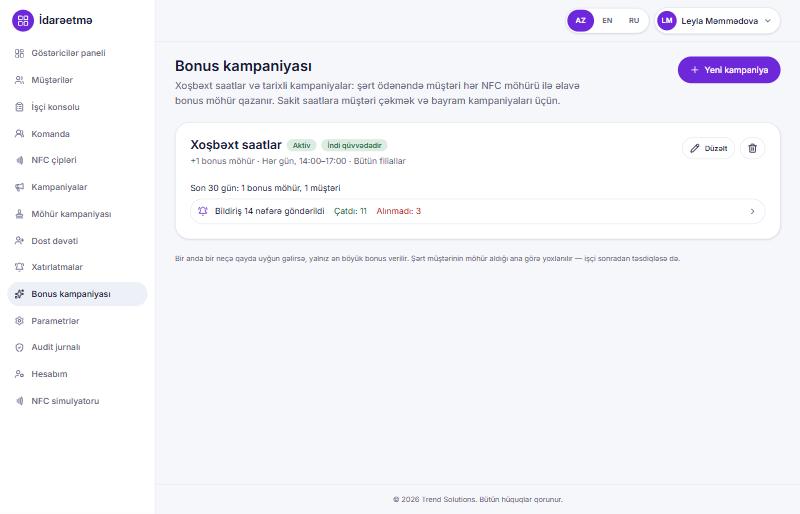 İdarəetmə
AZ EN RU
LM Leyla Məmmədova
Göstəricilər paneli
Müştərilər
İşçi konsolu
Komanda
NFC çipləri
Kampaniyalar
Möhür kampaniyası
Dost dəvəti
Xatırlatmalar
Bonus kampaniyası
Parametrlər
Audit jurnalı
Hesabım
NFC simulyatoru
Bonus kampaniyası
Xoşbəxt saatlar və tarixli kampaniyalar: şərt ödənəndə müştəri hər NFC möhürü ilə əlavə
bonus möhür qazanır. Sakit saatlara müştəri çəkmək və bayram kampaniyaları üçün.
+ Yeni kampaniya
Xoşbəxt saatlar Aktiv İndi qüvvədədir
Düzəlt
+1 bonus möhür · Hər gün, 14:00–17:00 · Bütün filiallar
Son 30 gün: 1 bonus möhür, 1 müştəri
Bildiriş 14 nəfərə göndərildi Çatdı: 11 Alınmadı: 3
Bir anda bir neçə qayda uyğun gəlirsə, yalnız ən böyük bonus verilir. Şərt müştərinin möhür aldığı ana görə yoxlanılır — işçi sonradan təsdiqləsə də.
© 2026 Trend Solutions. Bütün hüquqlar qorunur.